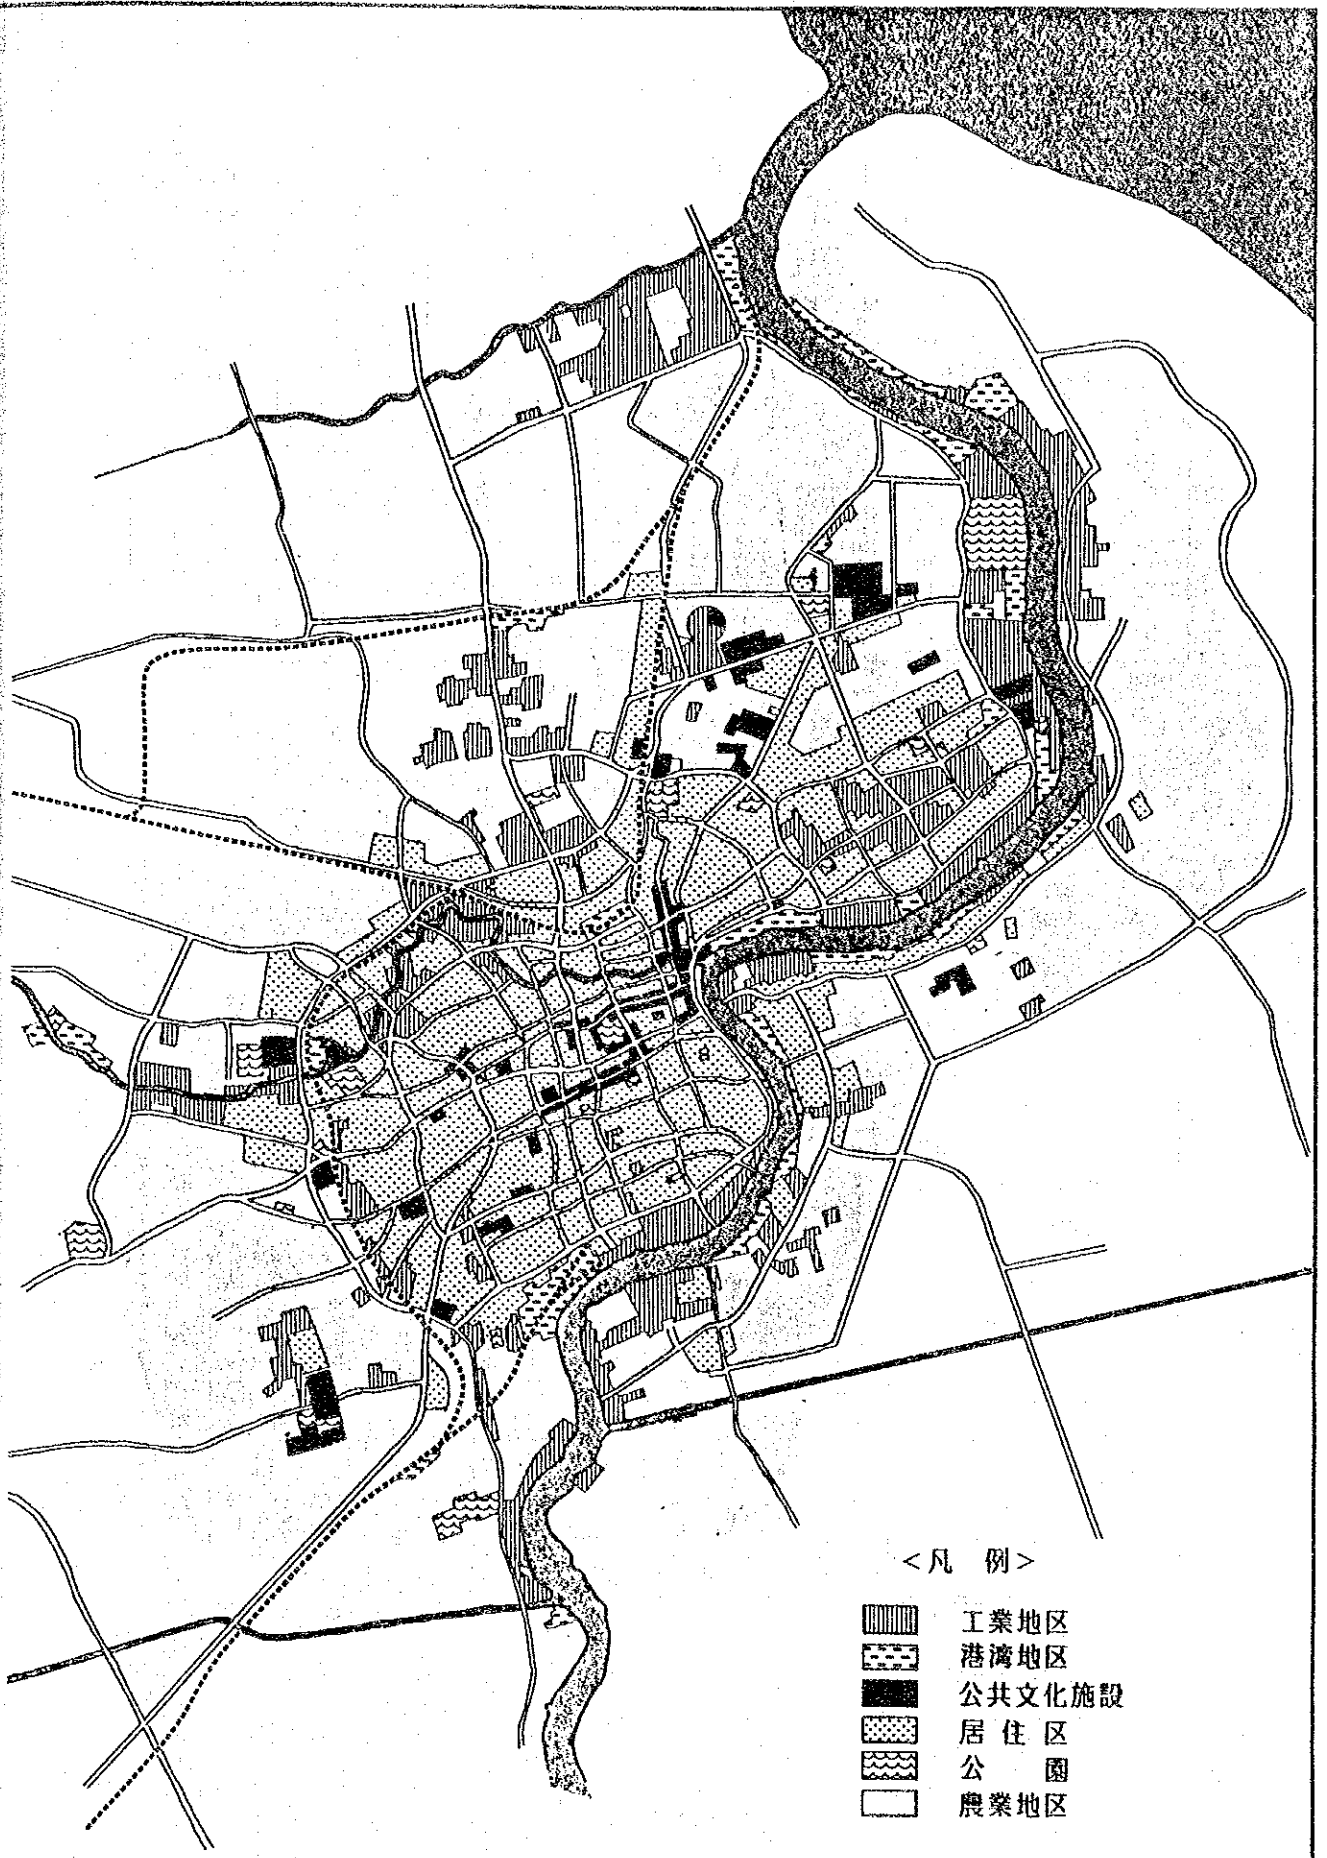 <凡 例>
工業地区
港湾地区
公共文化施設
居 住 区
公 園
農業地区